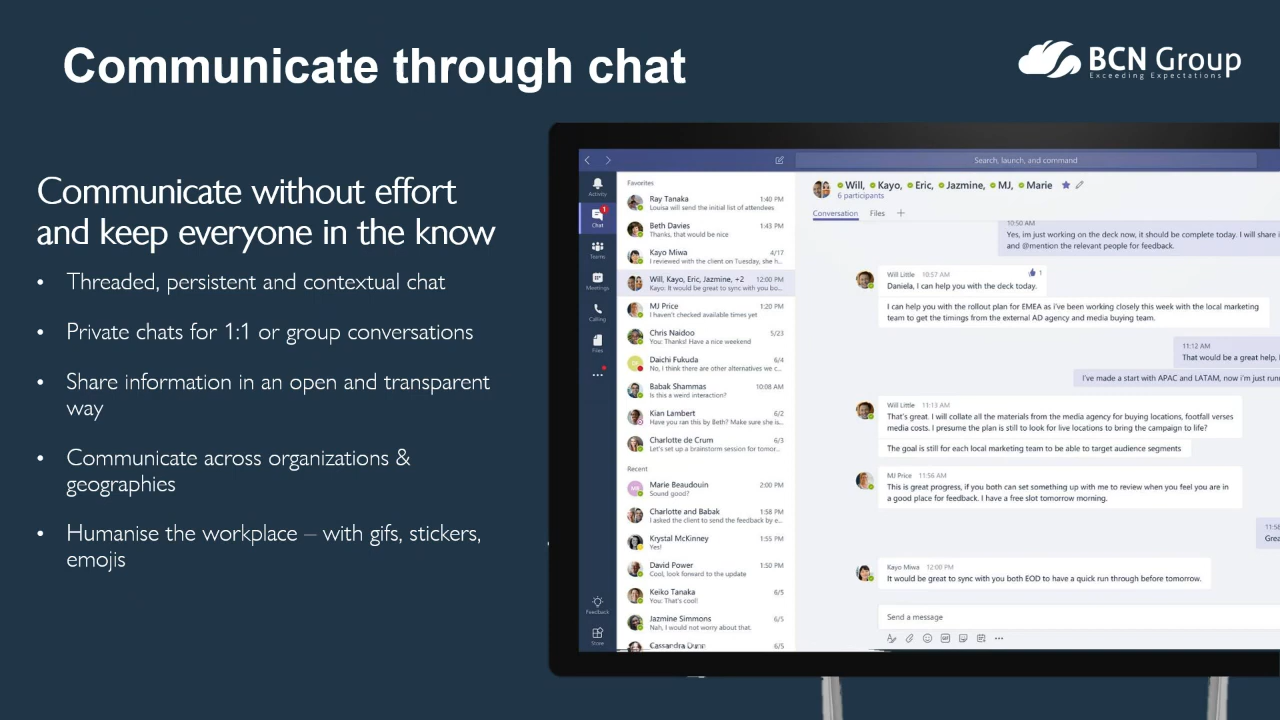 Communicate through chat
BCN Group
Exceeding Expectations
Communicate without effort
and keep everyone in the know
• Threaded, persistent and contextual chat
• Private chats for 1:1 or group conversations
• Share information in an open and transparent
way
• Communicate across organizations &
geographies
• Humanise the workplace – with gifs, stickers,
emojis
Search, launch, and command
Activity
1
Chat
Teams
Meetings
Calling
Files
Feedback
Store
Favorites
Ray Tanaka 1:40 PM
Louisa will send the initial list of attendees
Beth Davies 1:43 PM
Thanks, that would be nice
Kayo Miwa 4/17
I reviewed with the client on Tuesday, she h...
Will, Kayo, Eric, Jazmine, +2 12:00 PM
Kayo: It would be great to sync with you bo...
MJ Price 1:20 PM
I haven't checked available times yet
Chris Naidoo 5/23
You: Thanks! Have a nice weekend
Daichi Fukuda 6/4
No, I think there are other alternatives we c...
Babak Shammas 10:08 AM
Is this a weird interaction?
Kian Lambert 6/2
Have you ran this by Beth? Make sure she is...
Charlotte de Crum 6/3
Let's set up a brainstorm session for tomor...
Recent
MB
Marie Beaudouin 2:00 PM
Sound good?
Charlotte and Babak 1:58 PM
I asked the client to send the feedback by e...
Krystal McKinney 1:55 PM
Yes!
David Power 1:50 PM
Cool, look forward to the update
Keiko Tanaka 6/5
You: That's cool!
Jazmine Simmons 6/5
Nah, I would not worry about that.
Cassandra Dunn 6/5
Will, Kayo, Eric, Jazmine, MJ, Marie
6 participants
Conversation Files +
10:50 AM
Yes, im just working on the deck now, it should be complete today. I will share i
and @mention the relevant people for feedback.
Will Little 10:57 AM 1
Daniela, I can help you with the deck today.
I can help you with the rollout plan for EMEA as i've been working closely this week with the local marketing
team to get the timings from the external AD agency and media buying team.
11:12 AM
That would be a great help,
I've made a start with APAC and LATAM, now i'm just runn
Will Little 11:13 AM
That's great. I will collate all the materials from the media agency for buying locations, footfall verses
media costs. I presume the plan is still to look for live locations to bring the campaign to life?
The goal is still for each local marketing team to be able to target audience segments
MJ Price 11:56 AM
This is great progress, if you both can set something up with me to review when you feel you are in
a good place for feedback. I have a free slot tomorrow morning.
11:58
Grea
Kayo Miwa 12:00 PM
It would be great to sync with you both EOD to have a quick run through before tomorrow.
Send a message